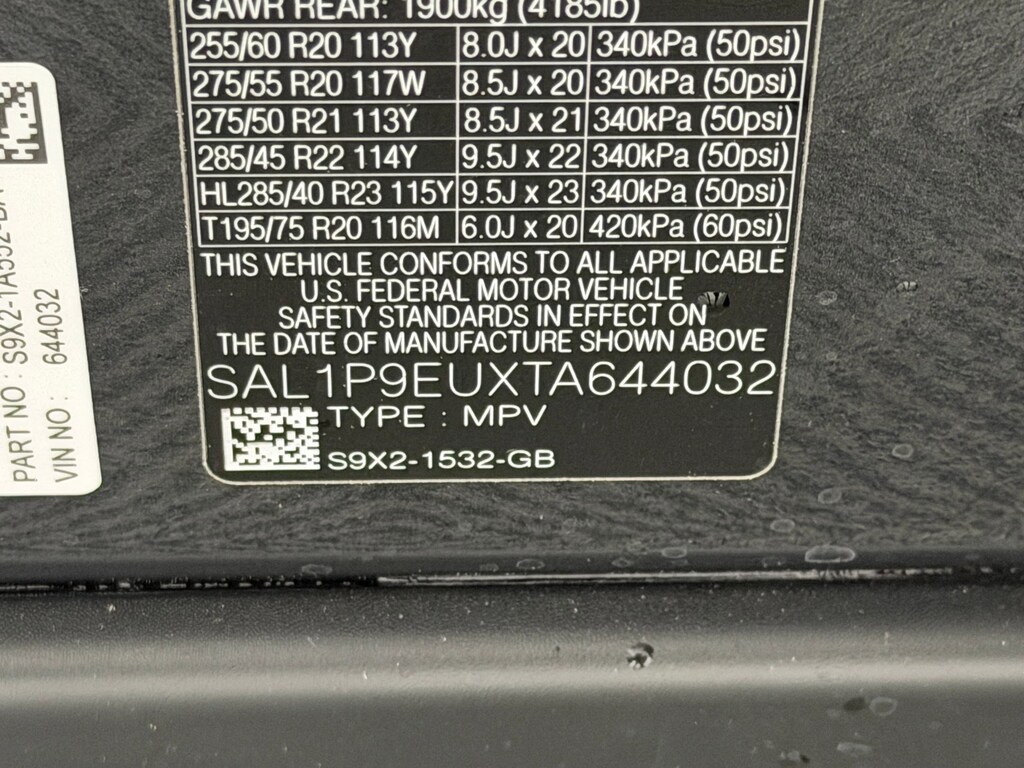 GAWR REAR: 1900kg (4185lb)
255/60 R20 113Y 8.0J x 20 340kPa (50psi)
275/55 R20 117W 8.5J x 20 340kPa (50psi)
275/50 R21 113Y 8.5J x 21 340kPa (50psi)
285/45 R22 114Y 9.5J x 22 340kPa (50psi)
HL285/40 R23 115Y 9.5J x 23 340kPa (50psi)
T195/75 R20 116M 6.0J x 20 420kPa (60psi)
THIS VEHICLE CONFORMS TO ALL APPLICABLE
U.S. FEDERAL MOTOR VEHICLE
SAFETY STANDARDS IN EFFECT ON
THE DATE OF MANUFACTURE SHOWN ABOVE
SAL1P9EUXTA644032
TYPE : MPV
S9X2-1532-GB
PART NO :
VIN NO : 644032